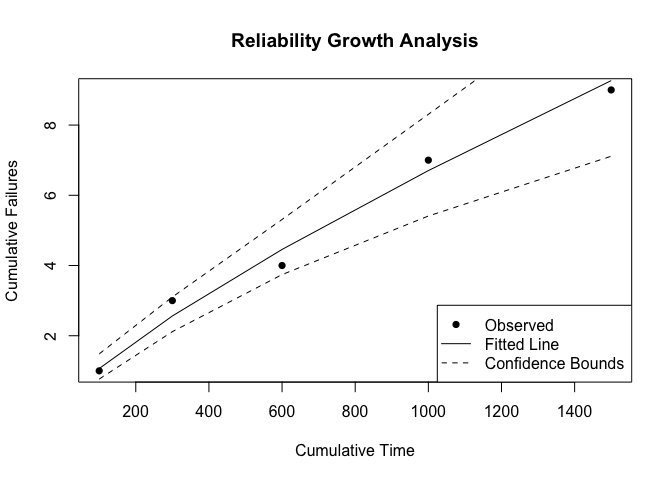 Reliability Growth Analysis
Cumulative Failures
8
6
4
2
Observed
Fitted Line
Confidence Bounds
200 400 600 800 1000 1200 1400
Cumulative Time